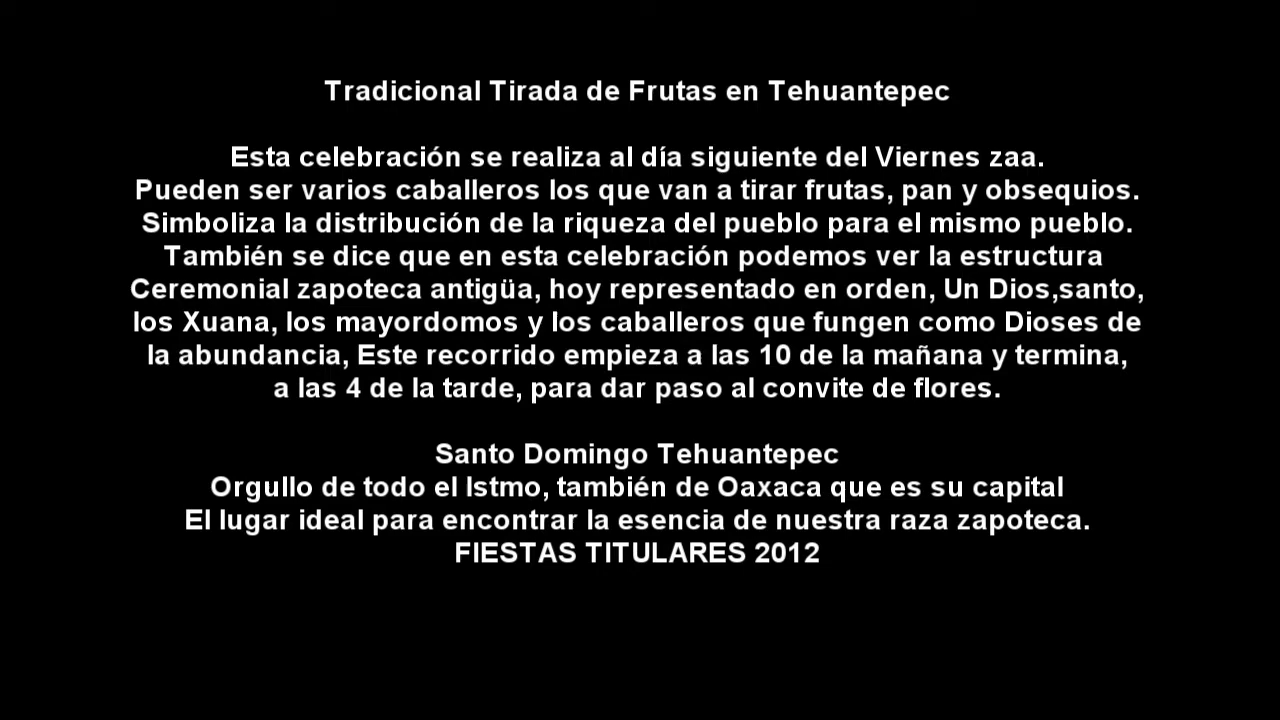 Tradicional Tirada de Frutas en Tehuantepec
Esta celebración se realiza al día siguiente del Viernes zaa.
Pueden ser varios caballeros los que van a tirar frutas, pan y obsequios.
Simboliza la distribución de la riqueza del pueblo para el mismo pueblo.
También se dice que en esta celebración podemos ver la estructura
Ceremonial zapoteca antigüa, hoy representado en orden, Un Dios,santo,
los Xuana, los mayordomos y los caballeros que fungen como Dioses de
la abundancia, Este recorrido empieza a las 10 de la mañana y termina,
a las 4 de la tarde, para dar paso al convite de flores.
Santo Domingo Tehuantepec
Orgullo de todo el Istmo, también de Oaxaca que es su capital
El lugar ideal para encontrar la esencia de nuestra raza zapoteca.
FIESTAS TITULARES 2012